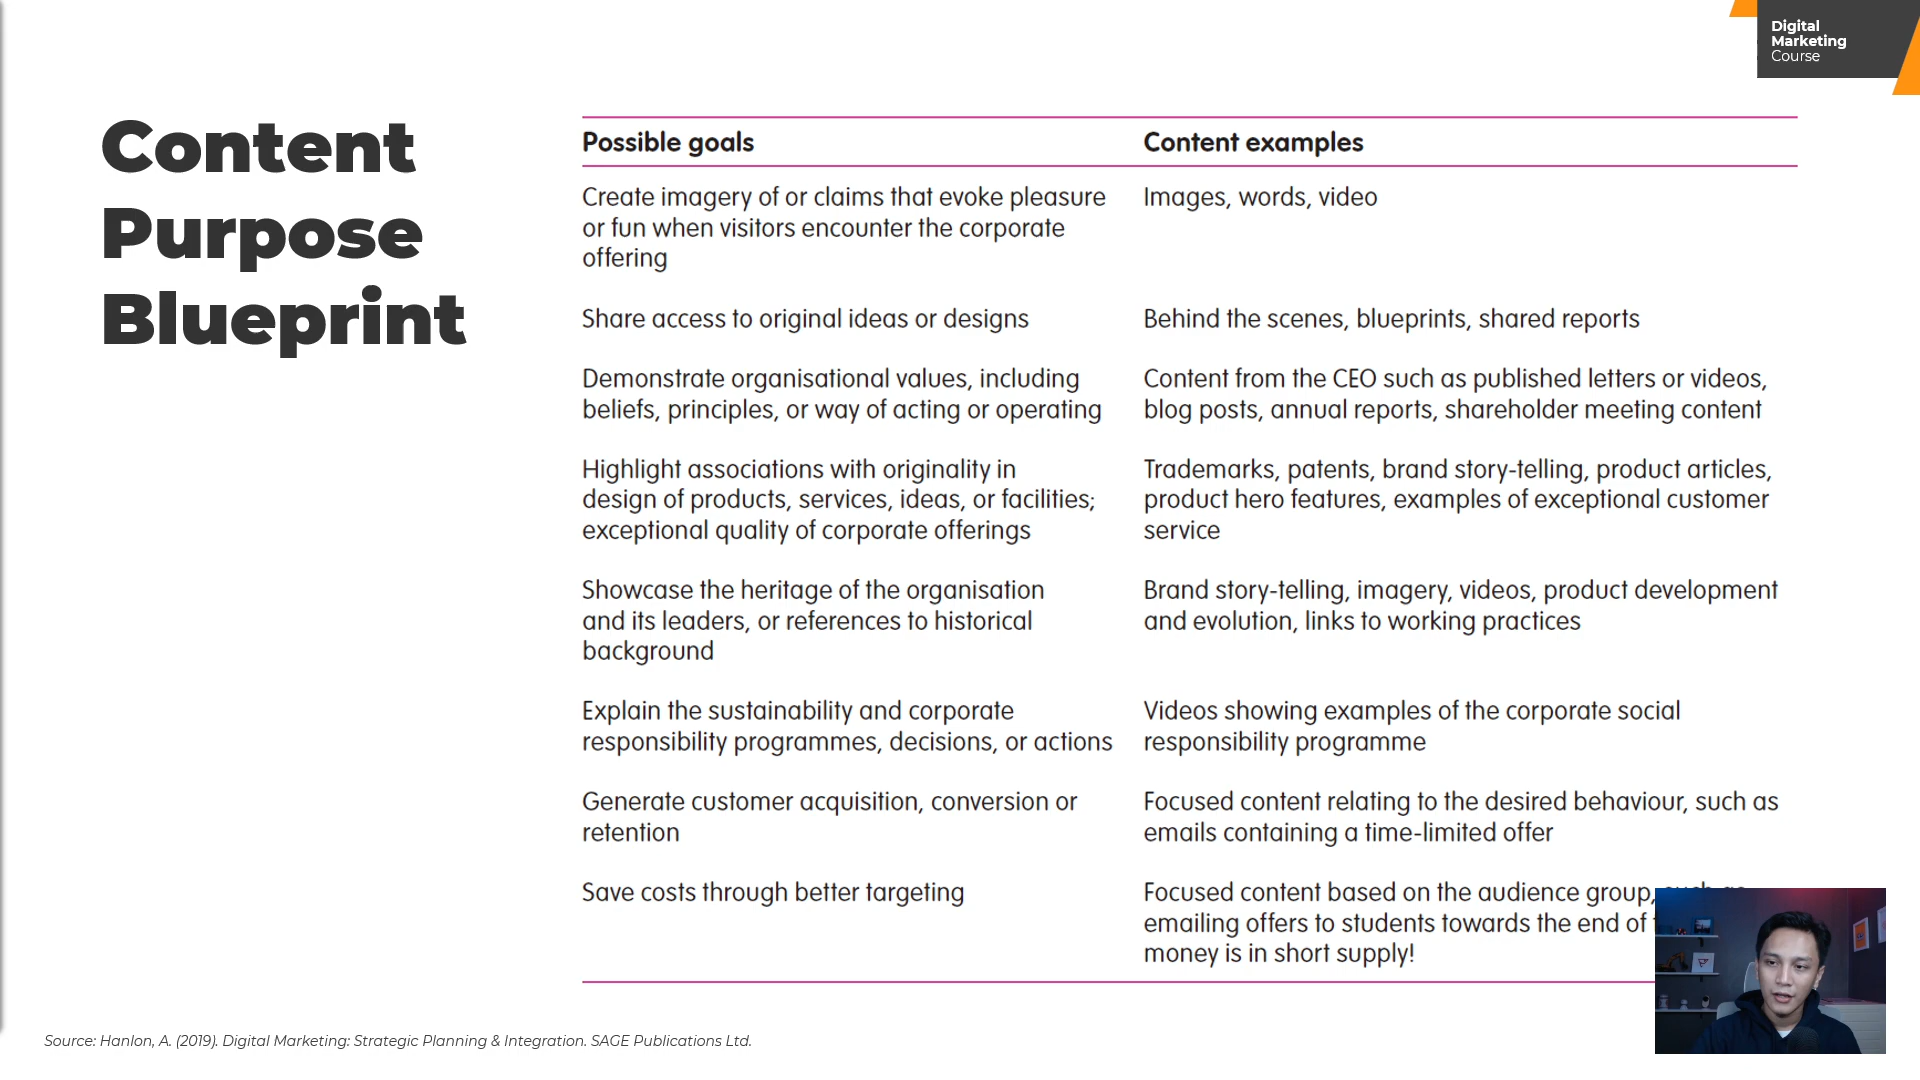 Digital
Marketing
Course
Content
Purpose
Blueprint
Possible goals
Content examples
Create imagery of or claims that evoke pleasure
or fun when visitors encounter the corporate
offering
Images, words, video
Share access to original ideas or designs
Behind the scenes, blueprints, shared reports
Demonstrate organisational values, including
beliefs, principles, or way of acting or operating
Content from the CEO such as published letters or videos,
blog posts, annual reports, shareholder meeting content
Highlight associations with originality in
design of products, services, ideas, or facilities;
exceptional quality of corporate offerings
Trademarks, patents, brand story-telling, product articles,
product hero features, examples of exceptional customer
service
Showcase the heritage of the organisation
and its leaders, or references to historical
background
Brand story-telling, imagery, videos, product development
and evolution, links to working practices
Explain the sustainability and corporate
responsibility programmes, decisions, or actions
Videos showing examples of the corporate social
responsibility programme
Generate customer acquisition, conversion or
retention
Focused content relating to the desired behaviour, such as
emails containing a time-limited offer
Save costs through better targeting
Focused content based on the audience group,
emailing offers to students towards the end of
money is in short supply!
Source: Hanlon, A. (2019). Digital Marketing: Strategic Planning & Integration. SAGE Publications Ltd.